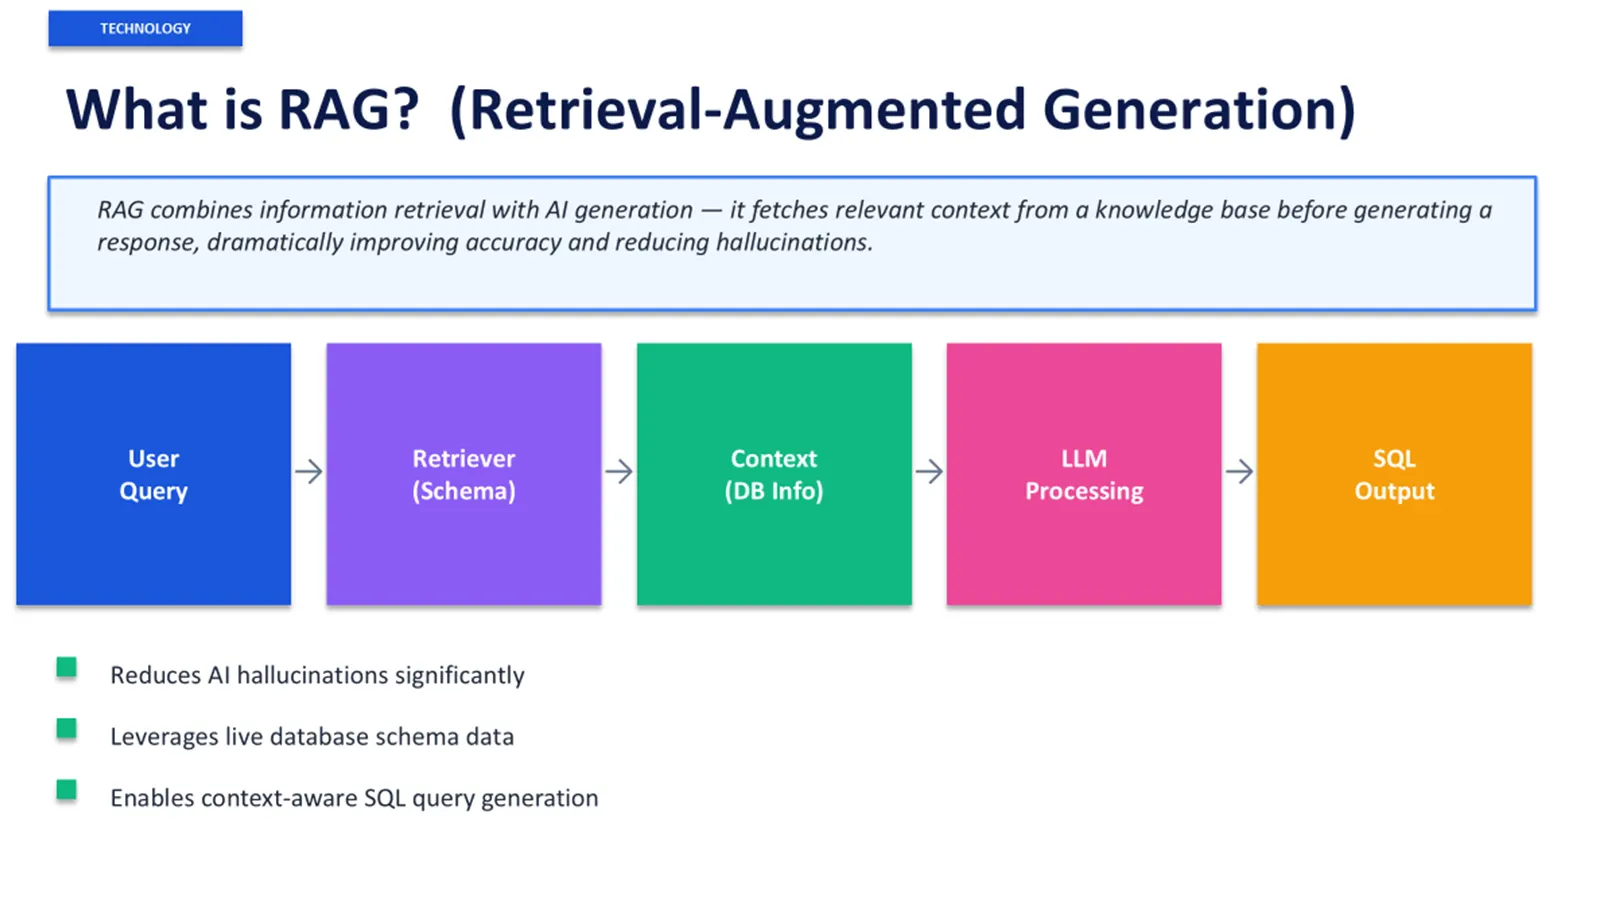 TECHNOLOGY
What is RAG?  (Retrieval-Augmented Generation)
RAG combines information retrieval with AI generation — it fetches relevant context from a knowledge base before generating a
response, dramatically improving accuracy and reducing hallucinations.
User
Query
→
Retriever
(Schema)
→
Context
(DB Info)
→
LLM
Processing
→
SQL
Output
Reduces AI hallucinations significantly
Leverages live database schema data
Enables context-aware SQL query generation